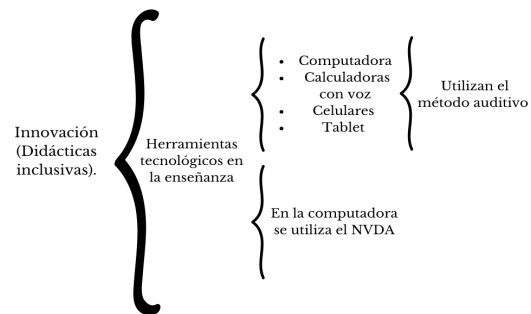 Innovación
(Didácticas
inclusivas).
Herramientas
tecnológicos en
la enseñanza
• Computadora
• Calculadoras
con voz
• Celulares
• Tablet
Utilizan el
método auditivo
En la computadora
se utiliza el NVDA